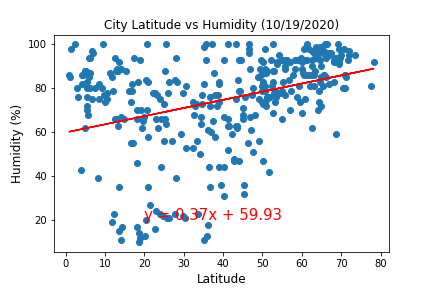 City Latitude vs Humidity (10/19/2020)
100
80
60
40
20
Humidity (%)
y = 0.37x + 59.93
0 10 20 30 40 50 60 70 80
Latitude